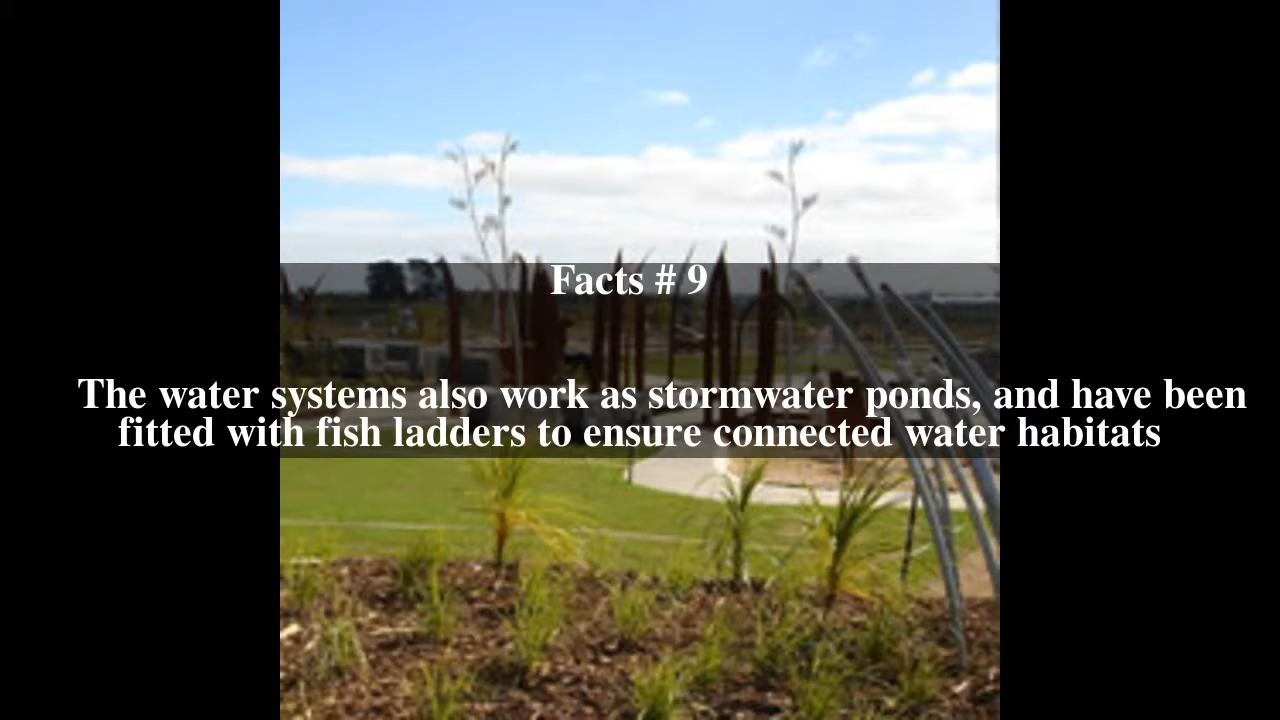 Facts # 9
The water systems also work as stormwater ponds, and have been
fitted with fish ladders to ensure connected water habitats